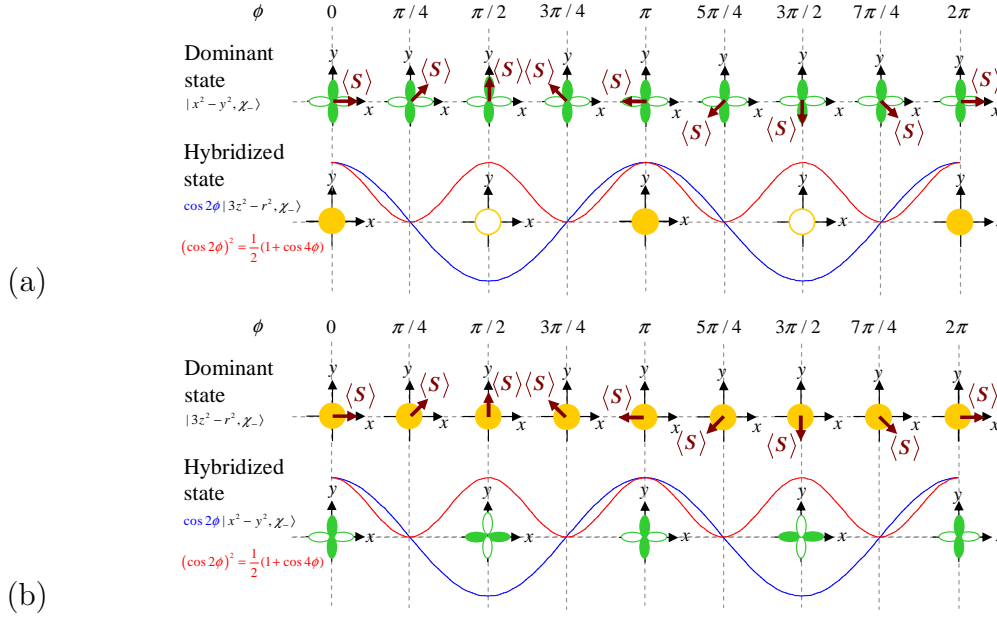 ϕ 0 π / 4 π / 2 3π / 4 π 5π / 4 3π / 2 7π / 4 2π
Dominant
state
| x² − y², χ₋⟩
y y y y y y y y y
⟨S⟩ ⟨S⟩ ⟨S⟩ ⟨S⟩ ⟨S⟩ ⟨S⟩ ⟨S⟩ ⟨S⟩ ⟨S⟩
x x x x x x x x x
Hybridized
state
cos 2ϕ | 3z² − r², χ₋⟩
(cos 2ϕ)² = 1/2 (1 + cos 4ϕ)
y y y y y
x x x x x
(a)
ϕ 0 π / 4 π / 2 3π / 4 π 5π / 4 3π / 2 7π / 4 2π
Dominant
state
| 3z² − r², χ₋⟩
y y y y y y y y y
⟨S⟩ ⟨S⟩ ⟨S⟩ ⟨S⟩ ⟨S⟩ ⟨S⟩ ⟨S⟩ ⟨S⟩ ⟨S⟩
x x x x x x x x x
Hybridized
state
cos 2ϕ | x² − y², χ₋⟩
(cos 2ϕ)² = 1/2 (1 + cos 4ϕ)
y y y y y
x x x x x
(b)